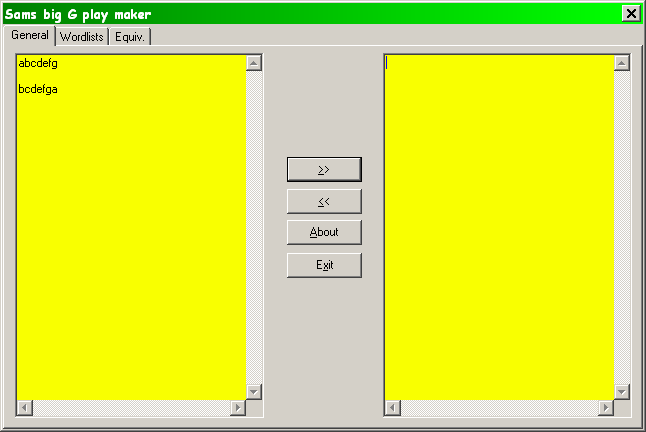 Sams big G play maker
General Wordlists Equiv.
abcdefg
bcdefga
>>
<<
About
Exit